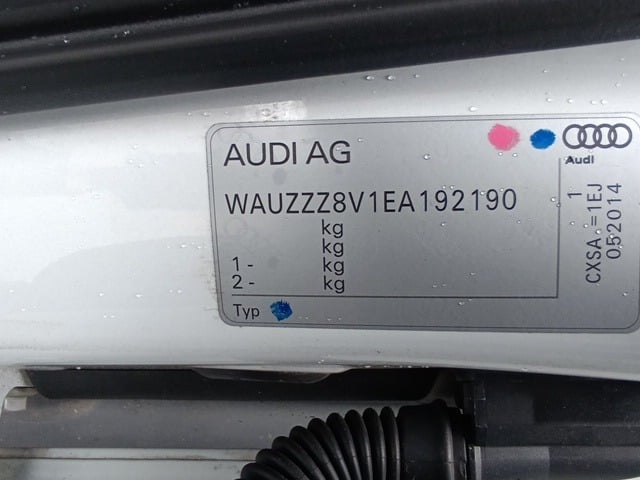 AUDI AG
Audi
WAUZZZ8V1EA192190
kg
kg
1 - kg
2 - kg
Typ
CXSA.=1EJ 1
052014